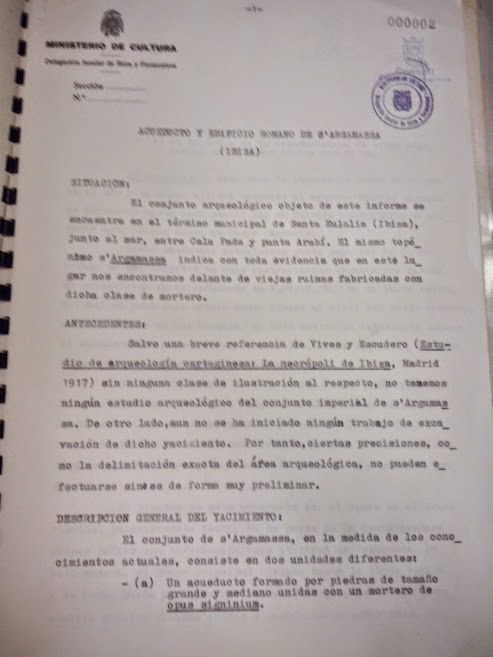 -1-
000002
MINISTERIO DE CULTURA
Delegación Insular de Ibiza y Formentera
Sección
N.º
ACUEDUCTO Y EDIFICIO ROMANO DE S'ARGAMASSA
(IBIZA)
SITUACION:
El conjunto arqueológico objeto de este informe se
encuentra en el término municipal de Santa Eulalia (Ibiza),
junto al mar, entre Cala Pada y punta Arabí. El mismo topó_
nimo s'Argamassa indica con toda evidencia que en este lu_
gar nos encontramos delante de viejas ruinas fabricadas con
dicha clase de mortero.
ANTECEDENTES:
Salvo una breve referencia de Vives y Escudero (Estu-
dio de arqueología cartaginesa: La necrópoli de Ibiza, Madrid
1917) sin ninguna clase de ilustración al respecto, no tenemos
ningún estudio arqueológico del conjunto imperial de s'Argamas
sa. De otro lado,aun no se ha iniciado ningún trabajo de exca_
vación de dicho yacimiento. Por tanto,ciertas precisiones, co_
mo la delimitación exacta del área arqueológica, no pueden e_
fectuarse sino es de forma muy preliminar.
DESCRIPCION GENERAL DEL YACIMIENTO:
El conjunto de s'Argumassa, en la medida de los cono_
cimientos actuales, consiste en dos unidades diferentes:
- (a) Un acueducto formado por piedras de tamaño
grande y mediano unidas con un mortero de
opus signinium.